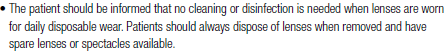 • The patient should be informed that no cleaning or disinfection is needed when lenses are worn
for daily disposable wear. Patients should always dispose of lenses when removed and have
spare lenses or spectacles available.